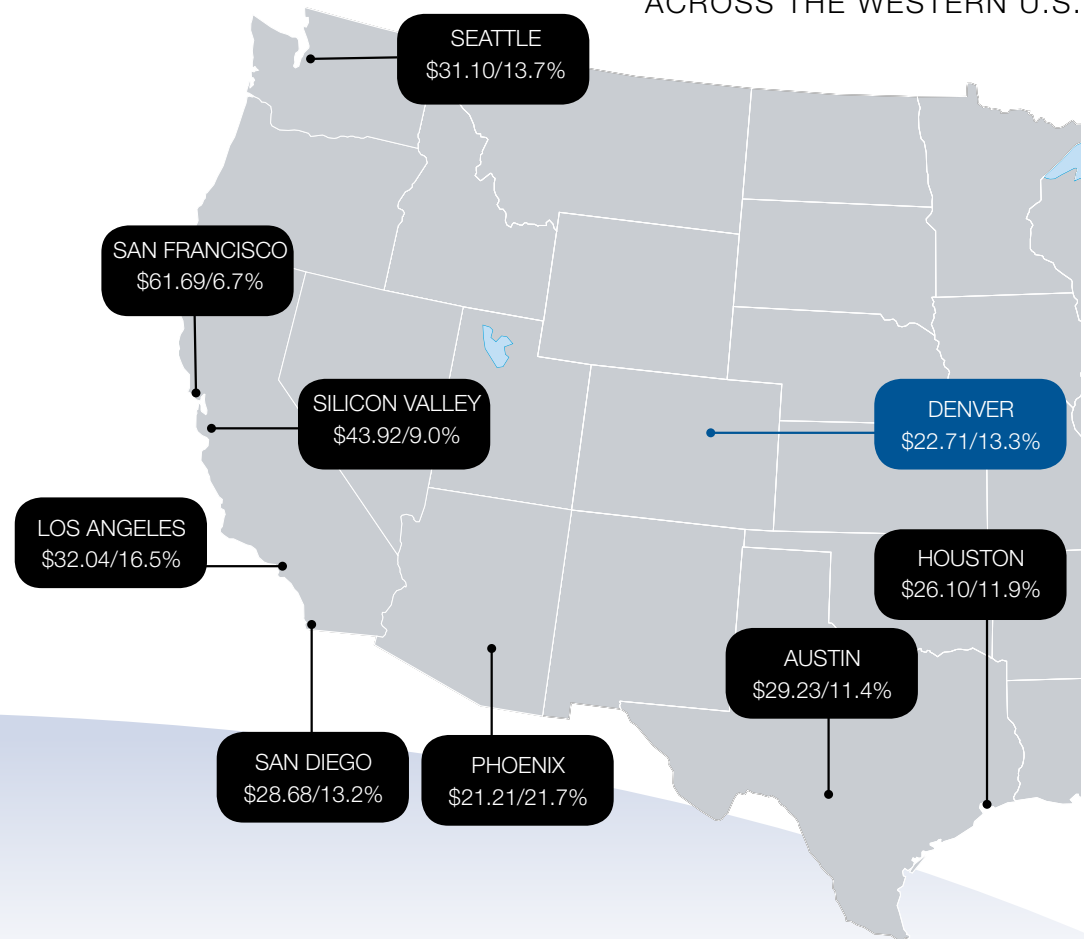 ACROSS THE WESTERN U.S.
SEATTLE
$31.10/13.7%
SAN FRANCISCO
$61.69/6.7%
SILICON VALLEY
$43.92/9.0%
DENVER
$22.71/13.3%
LOS ANGELES
$32.04/16.5%
HOUSTON
$26.10/11.9%
AUSTIN
$29.23/11.4%
SAN DIEGO
$28.68/13.2%
PHOENIX
$21.21/21.7%